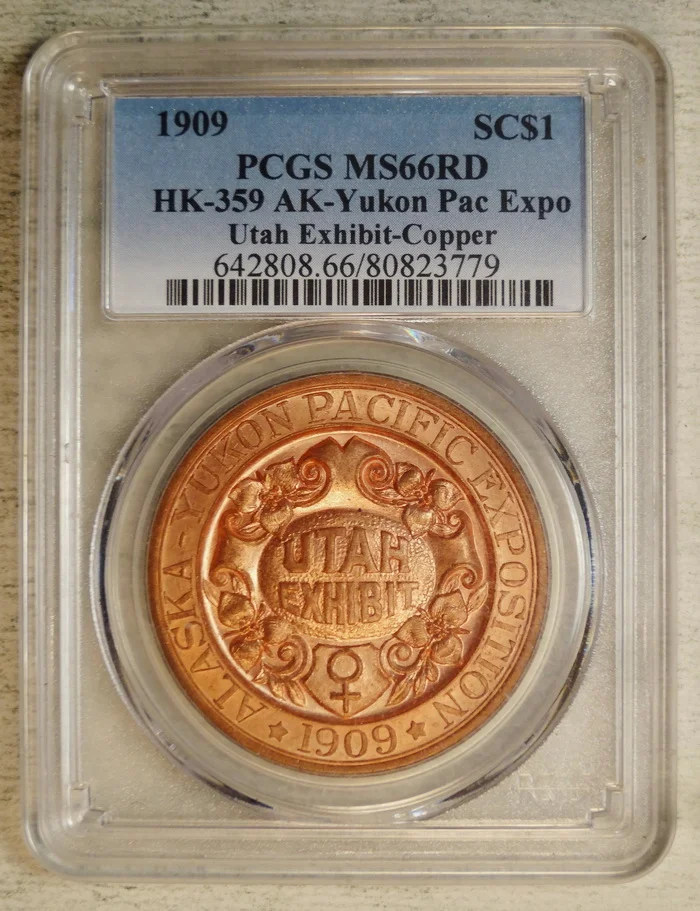 1909 SC$1
PCGS MS66RD
HK-359 AK-Yukon Pac Expo
Utah Exhibit-Copper
642808.66/80823779
ALASKA - YUKON PACIFIC EXPOSITION
UTAH
EXHIBIT
1909